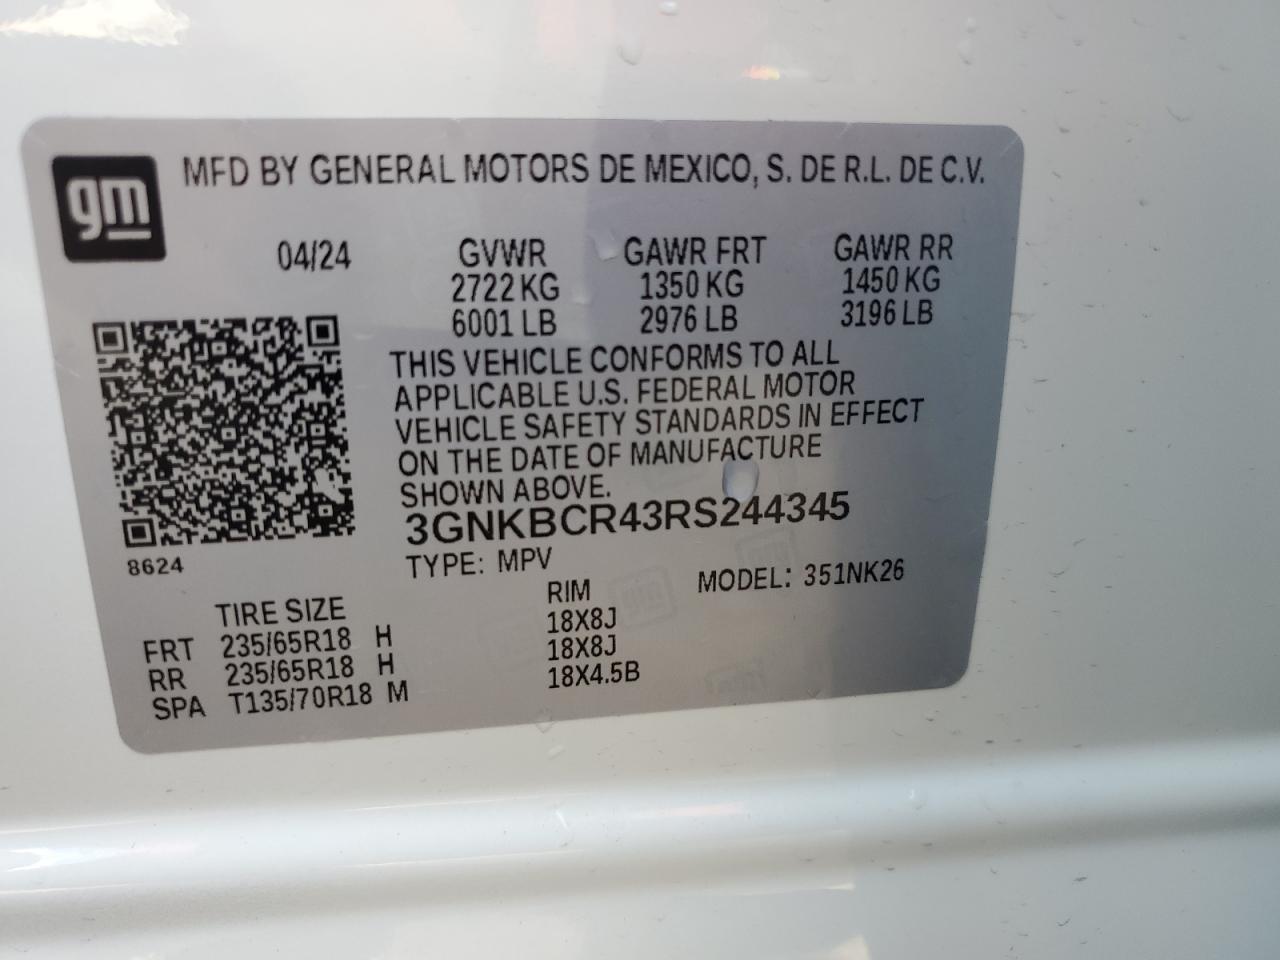 gm
MFD BY GENERAL MOTORS DE MEXICO, S. DE R.L. DE C.V.
04/24 GVWR GAWR FRT GAWR RR
2722 KG 1350 KG 1450 KG
6001 LB 2976 LB 3196 LB
THIS VEHICLE CONFORMS TO ALL
APPLICABLE U.S. FEDERAL MOTOR
VEHICLE SAFETY STANDARDS IN EFFECT
ON THE DATE OF MANUFACTURE
SHOWN ABOVE.
3GNKBCR43RS244345
8624
TYPE: MPV MODEL: 351NK26
TIRE SIZE RIM
FRT 235/65R18 H 18X8J
RR 235/65R18 H 18X8J
SPA T135/70R18 M 18X4.5B